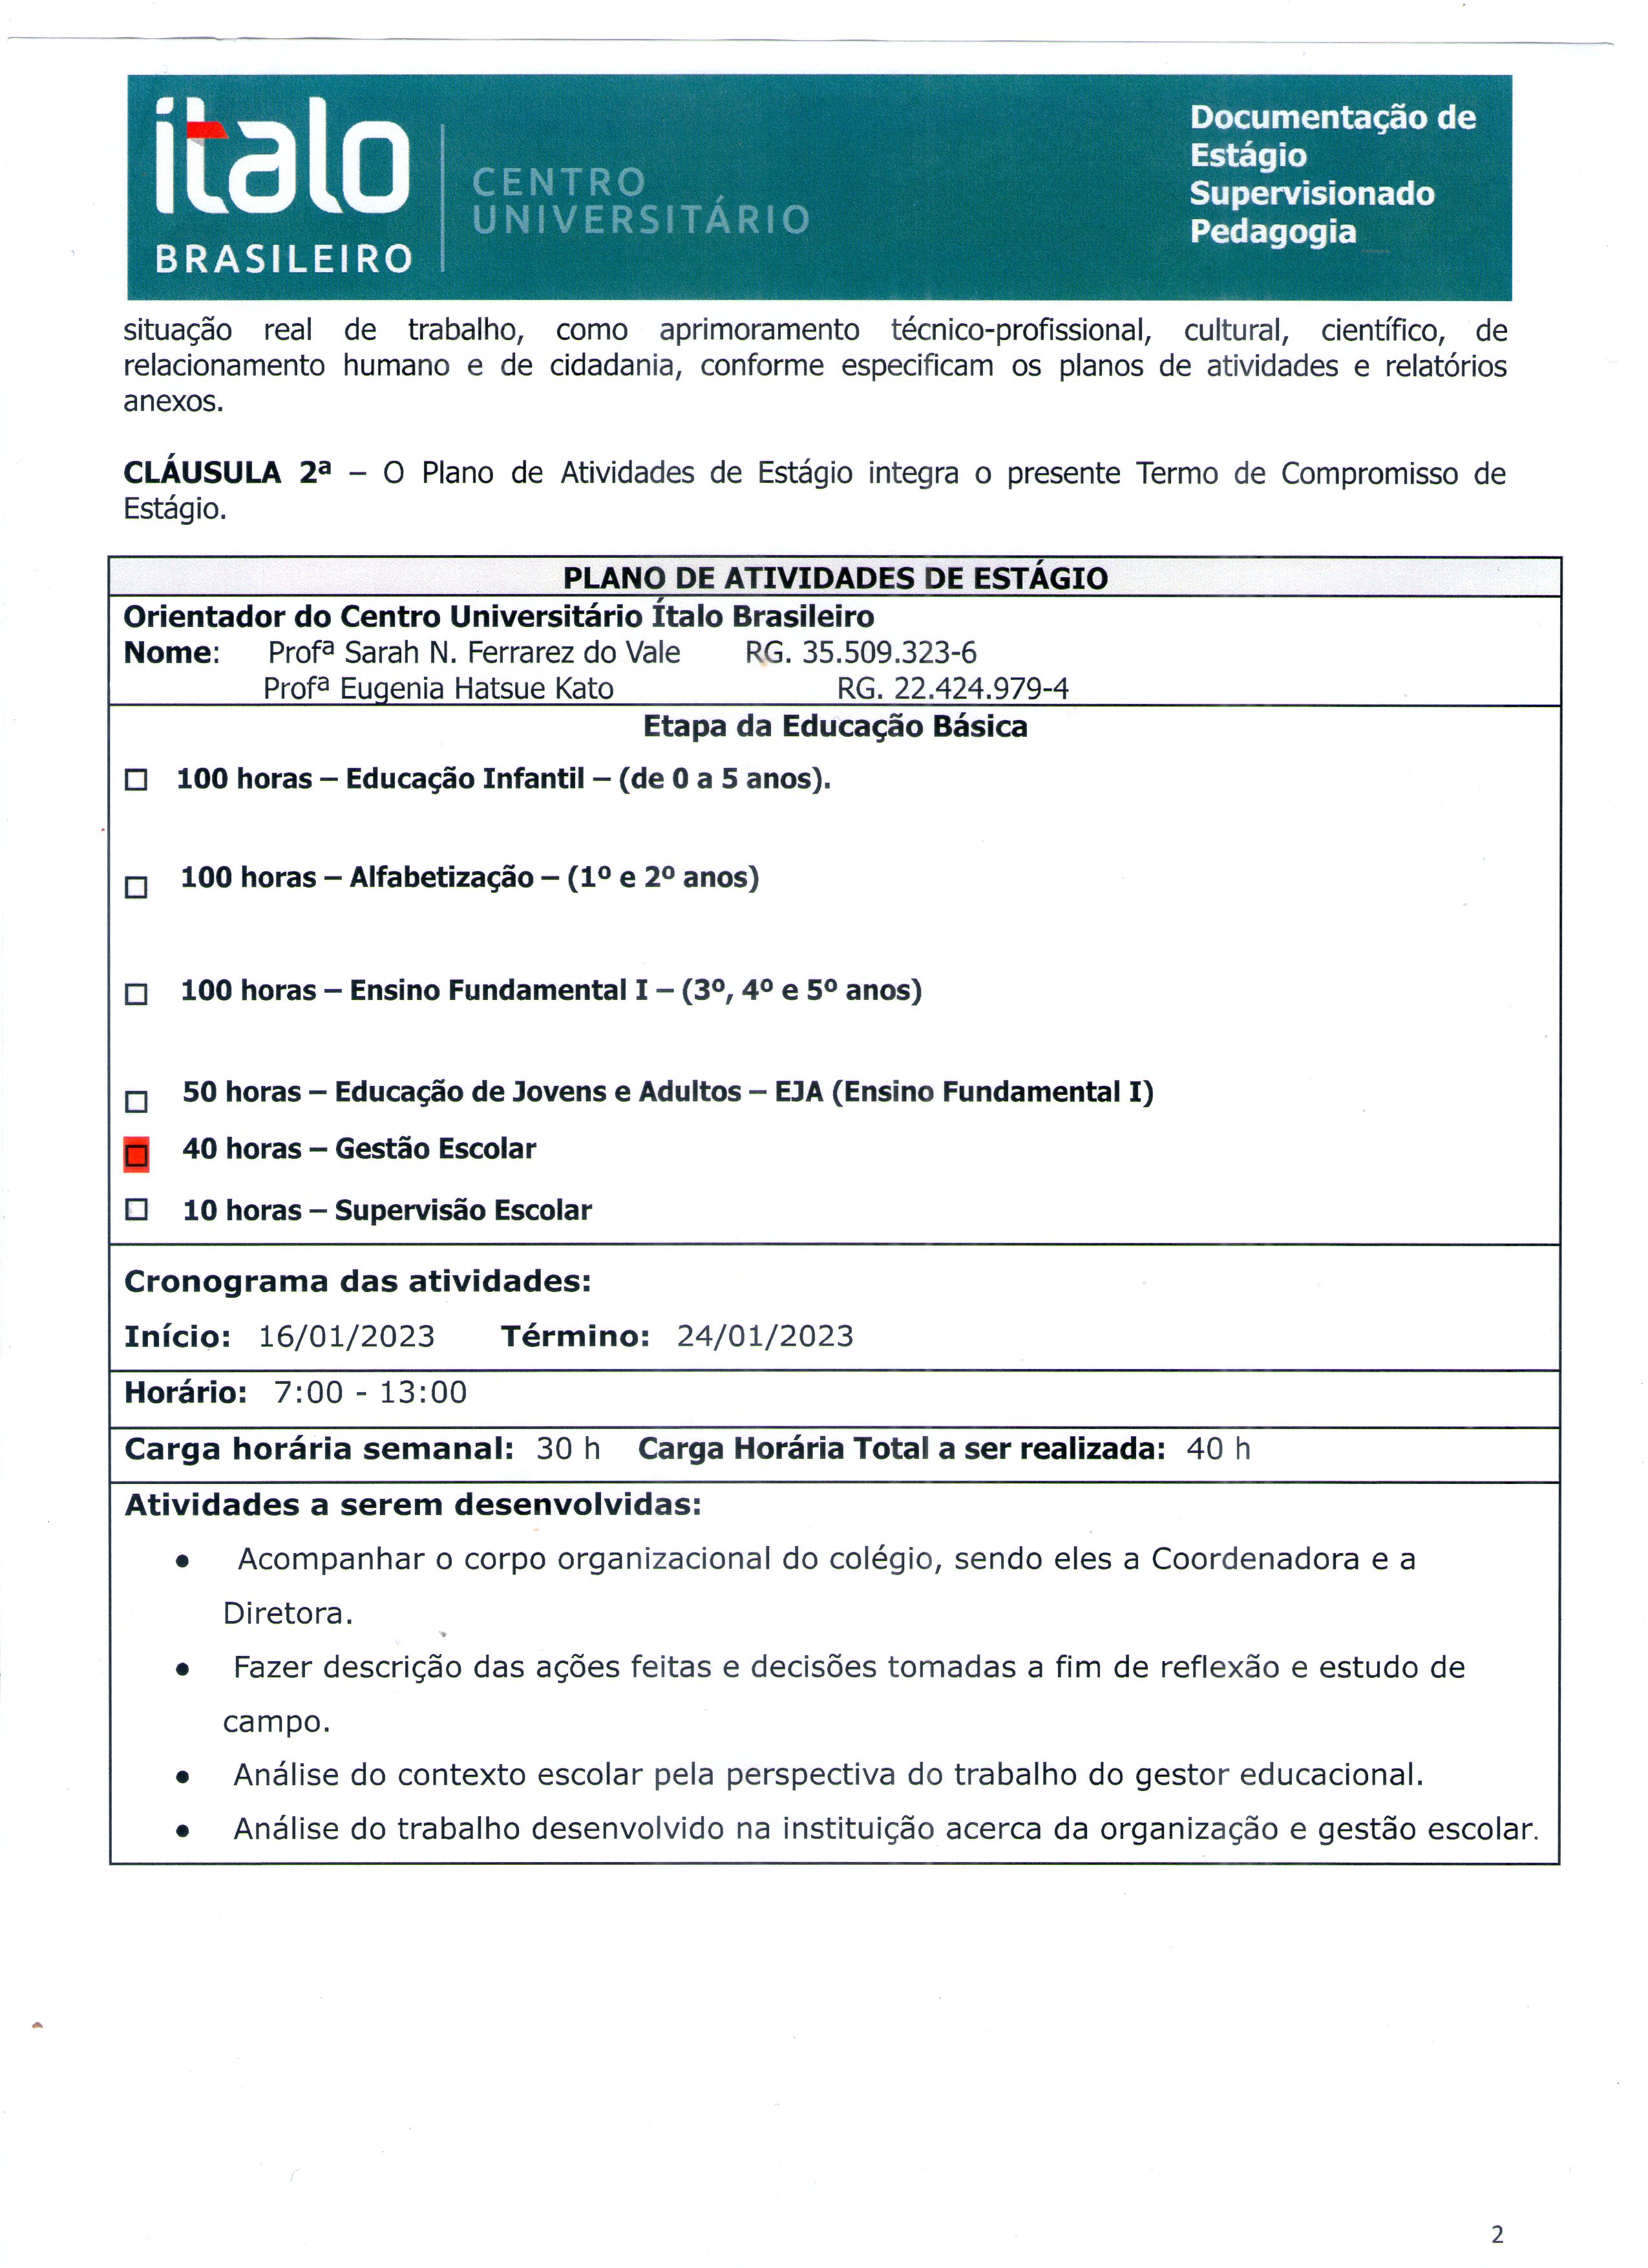 ítalo
BRASILEIRO
CENTRO
UNIVERSITÁRIO
Documentação de
Estágio
Supervisionado
Pedagogia
situação real de trabalho, como aprimoramento técnico-profissional, cultural, científico, de
relacionamento humano e de cidadania, conforme especificam os planos de atividades e relatórios
anexos.
CLÁUSULA 2ª – O Plano de Atividades de Estágio integra o presente Termo de Compromisso de
Estágio.
PLANO DE ATIVIDADES DE ESTÁGIO
Orientador do Centro Universitário Ítalo Brasileiro
Nome: Profª Sarah N. Ferrarez do Vale RG. 35.509.323-6
Profª Eugenia Hatsue Kato RG. 22.424.979-4
Etapa da Educação Básica
☐ 100 horas – Educação Infantil – (de 0 a 5 anos).
☐ 100 horas – Alfabetização – (1º e 2º anos)
☐ 100 horas – Ensino Fundamental I – (3º, 4º e 5º anos)
☐ 50 horas – Educação de Jovens e Adultos – EJA (Ensino Fundamental I)
☐ 40 horas – Gestão Escolar
☐ 10 horas – Supervisão Escolar
Cronograma das atividades:
Início: 16/01/2023 Término: 24/01/2023
Horário: 7:00 - 13:00
Carga horária semanal: 30 h Carga Horária Total a ser realizada: 40 h
Atividades a serem desenvolvidas:
• Acompanhar o corpo organizacional do colégio, sendo eles a Coordenadora e a
Diretora.
• Fazer descrição das ações feitas e decisões tomadas a fim de reflexão e estudo de
campo.
• Análise do contexto escolar pela perspectiva do trabalho do gestor educacional.
• Análise do trabalho desenvolvido na instituição acerca da organização e gestão escolar.
2